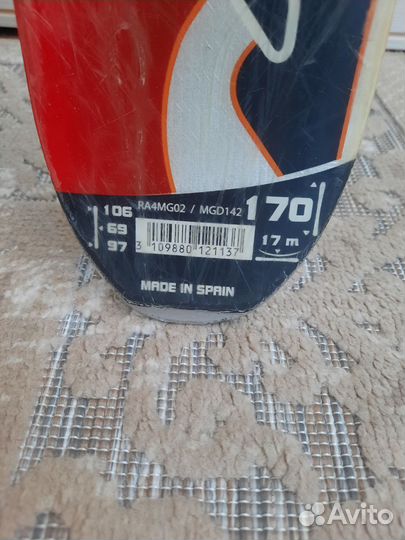 106 RA4MG02 / MGD142 170
69
97 3 109880 121137 17 m
MADE IN SPAIN
Avito